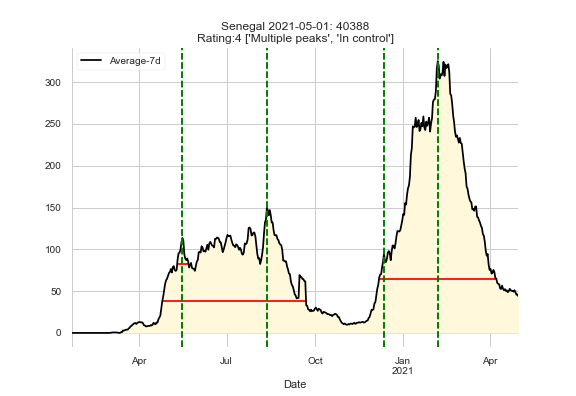 Senegal 2021-05-01: 40388
Rating:4 ['Multiple peaks', 'In control']
Average-7d
300
250
200
150
100
50
0
Apr
Jul
Oct
Jan
2021
Apr
Date